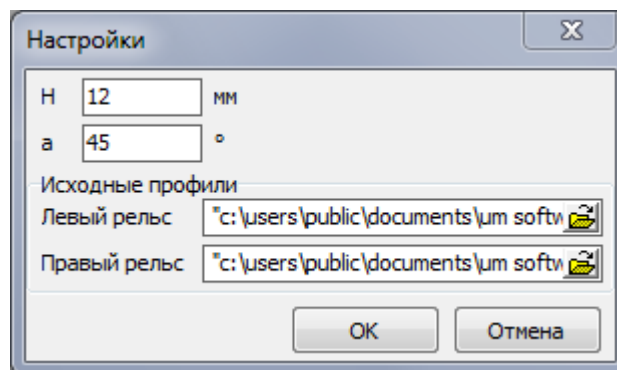 Настройки
H 12 мм
a 45 °
Исходные профили
Левый рельс "c:\users\public\documents\um softw
Правый рельс "c:\users\public\documents\um softw
OK Отмена